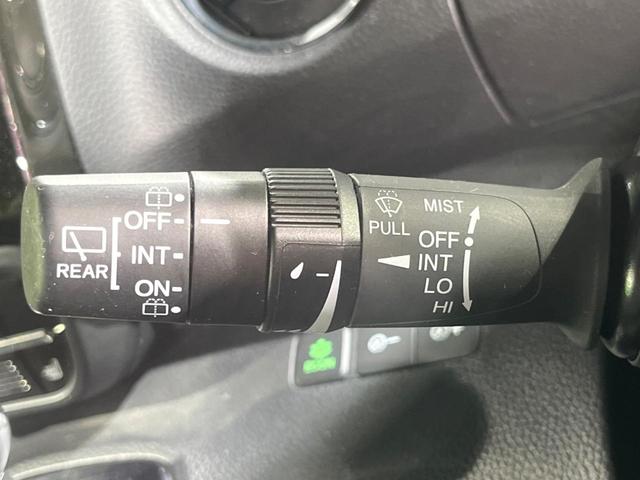 REAR
OFF
INT
ON
PULL
MIST
OFF
INT
LO
HI